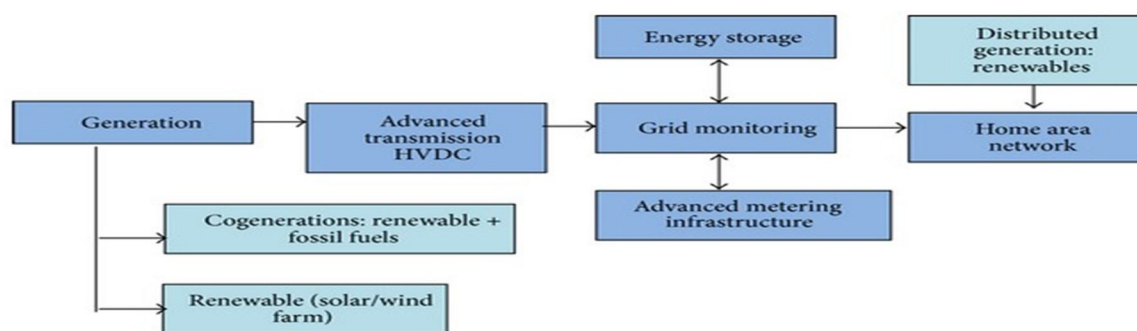 Energy storage
Distributed
generation:
renewables
Generation
Advanced
transmission
HVDC
Grid monitoring
Home area
network
Advanced metering
infrastructure
Cogenerations: renewable +
fossil fuels
Renewable (solar/wind
farm)